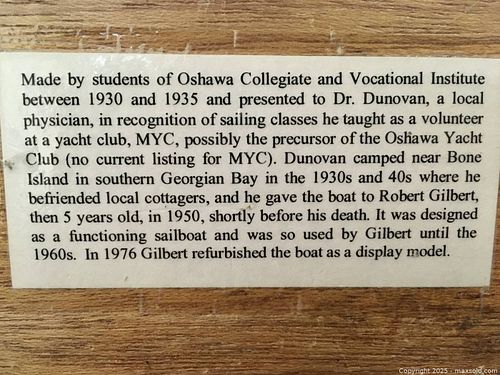 Made by students of Oshawa Collegiate and Vocational Institute
between 1930 and 1935 and presented to Dr. Dunovan, a local
physician, in recognition of sailing classes he taught as a volunteer
at a yacht club, MYC, possibly the precursor of the Oshawa Yacht
Club (no current listing for MYC). Dunovan camped near Bone
Island in southern Georgian Bay in the 1930s and 40s where he
befriended local cottagers, and he gave the boat to Robert Gilbert,
then 5 years old, in 1950, shortly before his death. It was designed
as a functioning sailboat and was so used by Gilbert until the
1960s. In 1976 Gilbert refurbished the boat as a display model.
Copyright 2025 - maxsold.com